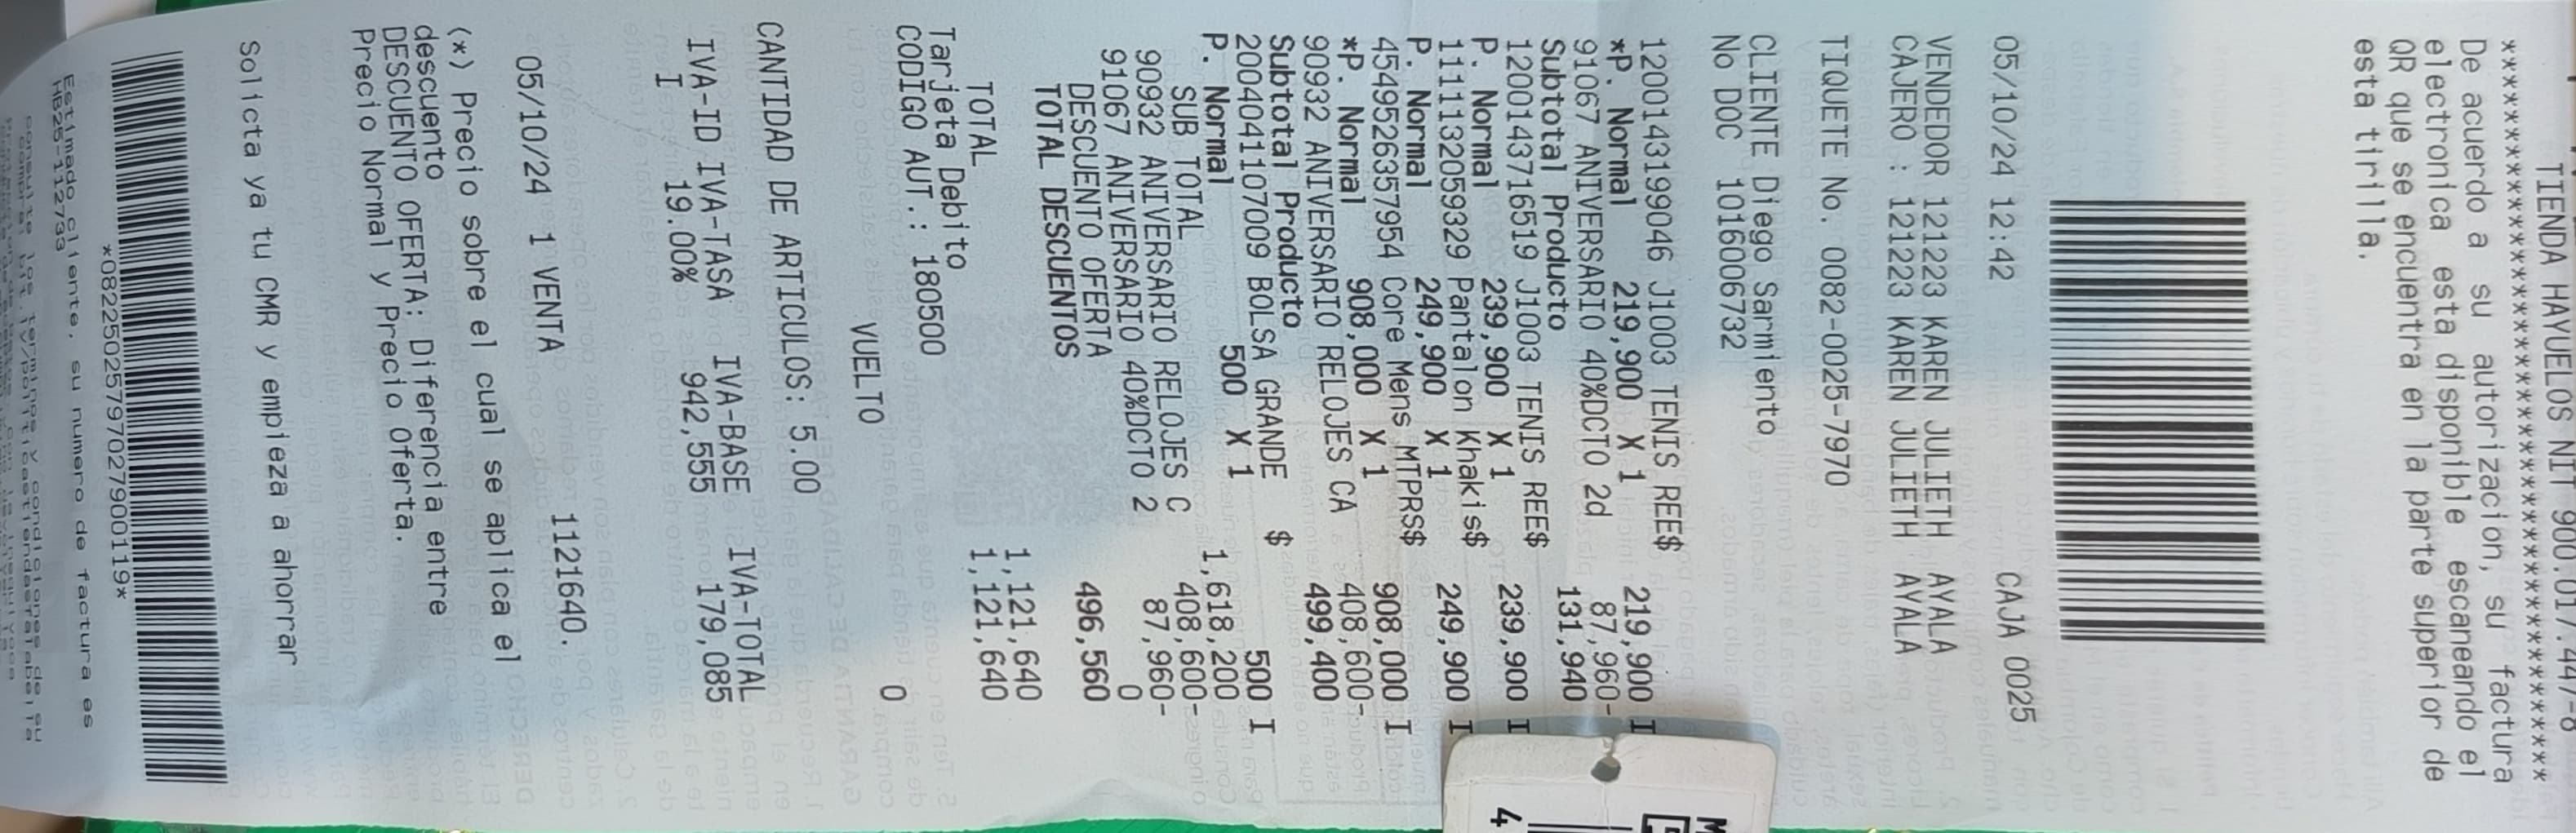 TIENDA HAYUELOS NIT 900.017.447-8
De acuerdo a su autorizacion, su factura
electronica esta disponible escaneando el
QR que se encuentra en la parte superior de
esta tirilla.
05/10/24 12:42 CAJA 0025
VENDEDOR 121223 KAREN JULIETH AYALA
CAJERO : 121223 KAREN JULIETH AYALA
TIQUETE No. 0082-0025-7970
CLIENTE Diego Sarmiento
No DOC 1016006732
1200143199046 J1003 TENIS REE$ 219,900 I
*P. Normal 219,900 X 1
91067 ANIVERSARIO 40%DCTO 2d 87,960-
Subtotal Producto 131,940
1200143716519 J1003 TENIS REE$ 239,900 I
P. Normal 239,900 X 1
1111132059329 Pantalon Khakis$ 249,900 I
P. Normal 249,900 X 1
4549526357954 Core Mens MTPRS$ 908,000 I
*P. Normal 908,000 X 1
90932 ANIVERSARIO RELOJES CA 408,600-
Subtotal Producto 499,400
2004041107009 BOLSA GRANDE $ 500 I
P. Normal 500 X 1
SUB TOTAL 1,618,200
90932 ANIVERSARIO RELOJES C 408,600-
91067 ANIVERSARIO 40%DCTO 2 87,960-
DESCUENTO OFERTA 0
TOTAL DESCUENTOS 496,560
TOTAL 1,121,640
Tarjeta Debito 1,121,640
CODIGO AUT.: 180500
VUELTO 0
CANTIDAD DE ARTICULOS: 5.00
IVA-ID IVA-TASA IVA-BASE IVA-TOTAL
I 19.00% 942,555 179,085
05/10/24 1 VENTA 1121640.
(*) Precio sobre el cual se aplica el
descuento
DESCUENTO OFERTA: Diferencia entre
Precio Normal y Precio Oferta.
Solicta ya tu CMR y empieza a ahorrar
*082250257970279001119*
Estimado cliente, su numero de factura es
HB25-112733
4